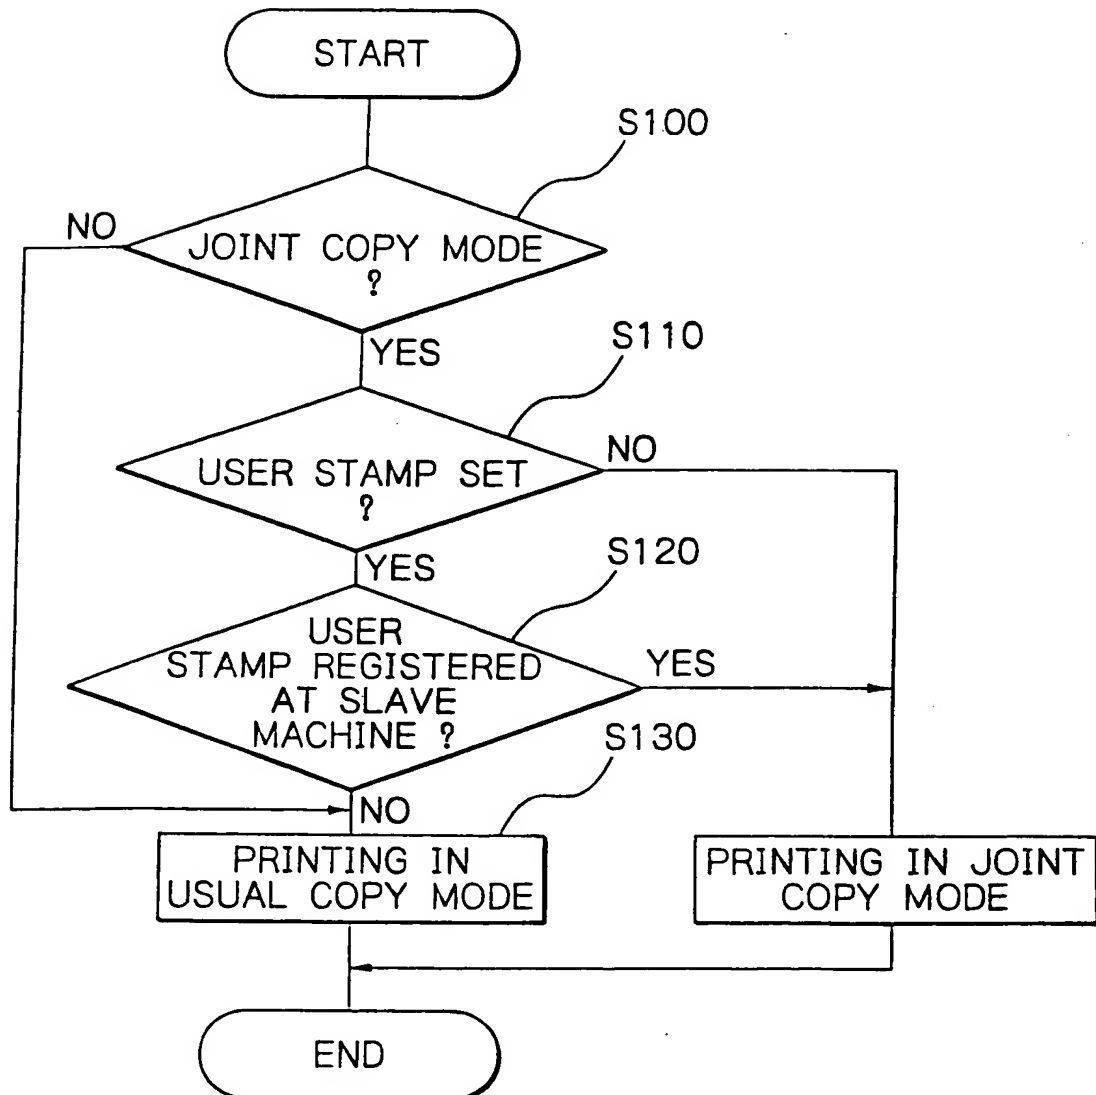 START
S100
NO
JOINT COPY MODE
?
YES
S110
NO
USER STAMP SET
?
YES
S120
USER
STAMP REGISTERED
AT SLAVE
MACHINE ?
YES
S130
NO
PRINTING IN
USUAL COPY MODE
PRINTING IN JOINT
COPY MODE
END